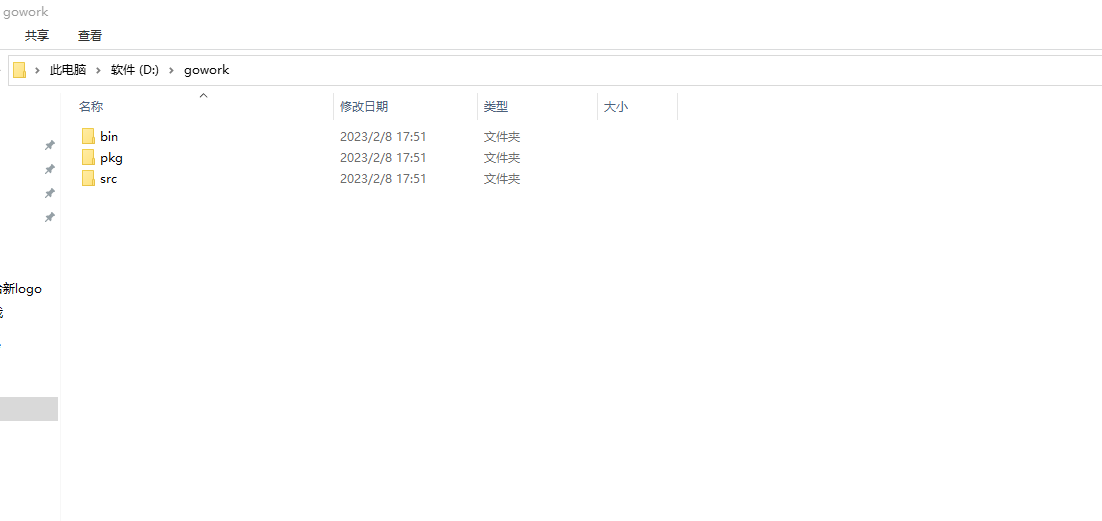 gowork
共享 查看
此电脑 软件 (D:) gowork
名称 修改日期 类型 大小
bin 2023/2/8 17:51 文件夹
pkg 2023/2/8 17:51 文件夹
src 2023/2/8 17:51 文件夹
新logo